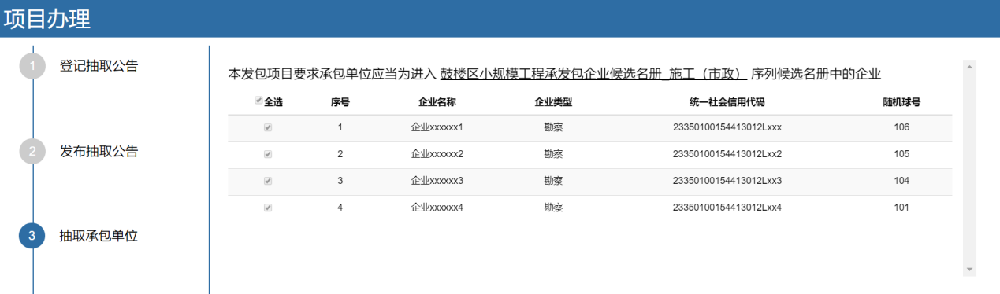 项目办理
1 登记抽取公告
2 发布抽取公告
3 抽取承包单位
本发包项目要求承包单位应当为进入 鼓楼区小规模工程承发包企业候选名册_施工（市政） 序列候选名册中的企业
全选 序号 企业名称 企业类型 统一社会信用代码 随机球号
1 企业xxxxxx1 勘察 23350100154413012Lxxx 106
2 企业xxxxxx2 勘察 23350100154413012Lxx2 105
3 企业xxxxxx3 勘察 23350100154413012Lxx3 104
4 企业xxxxxx4 勘察 23350100154413012Lxx4 101